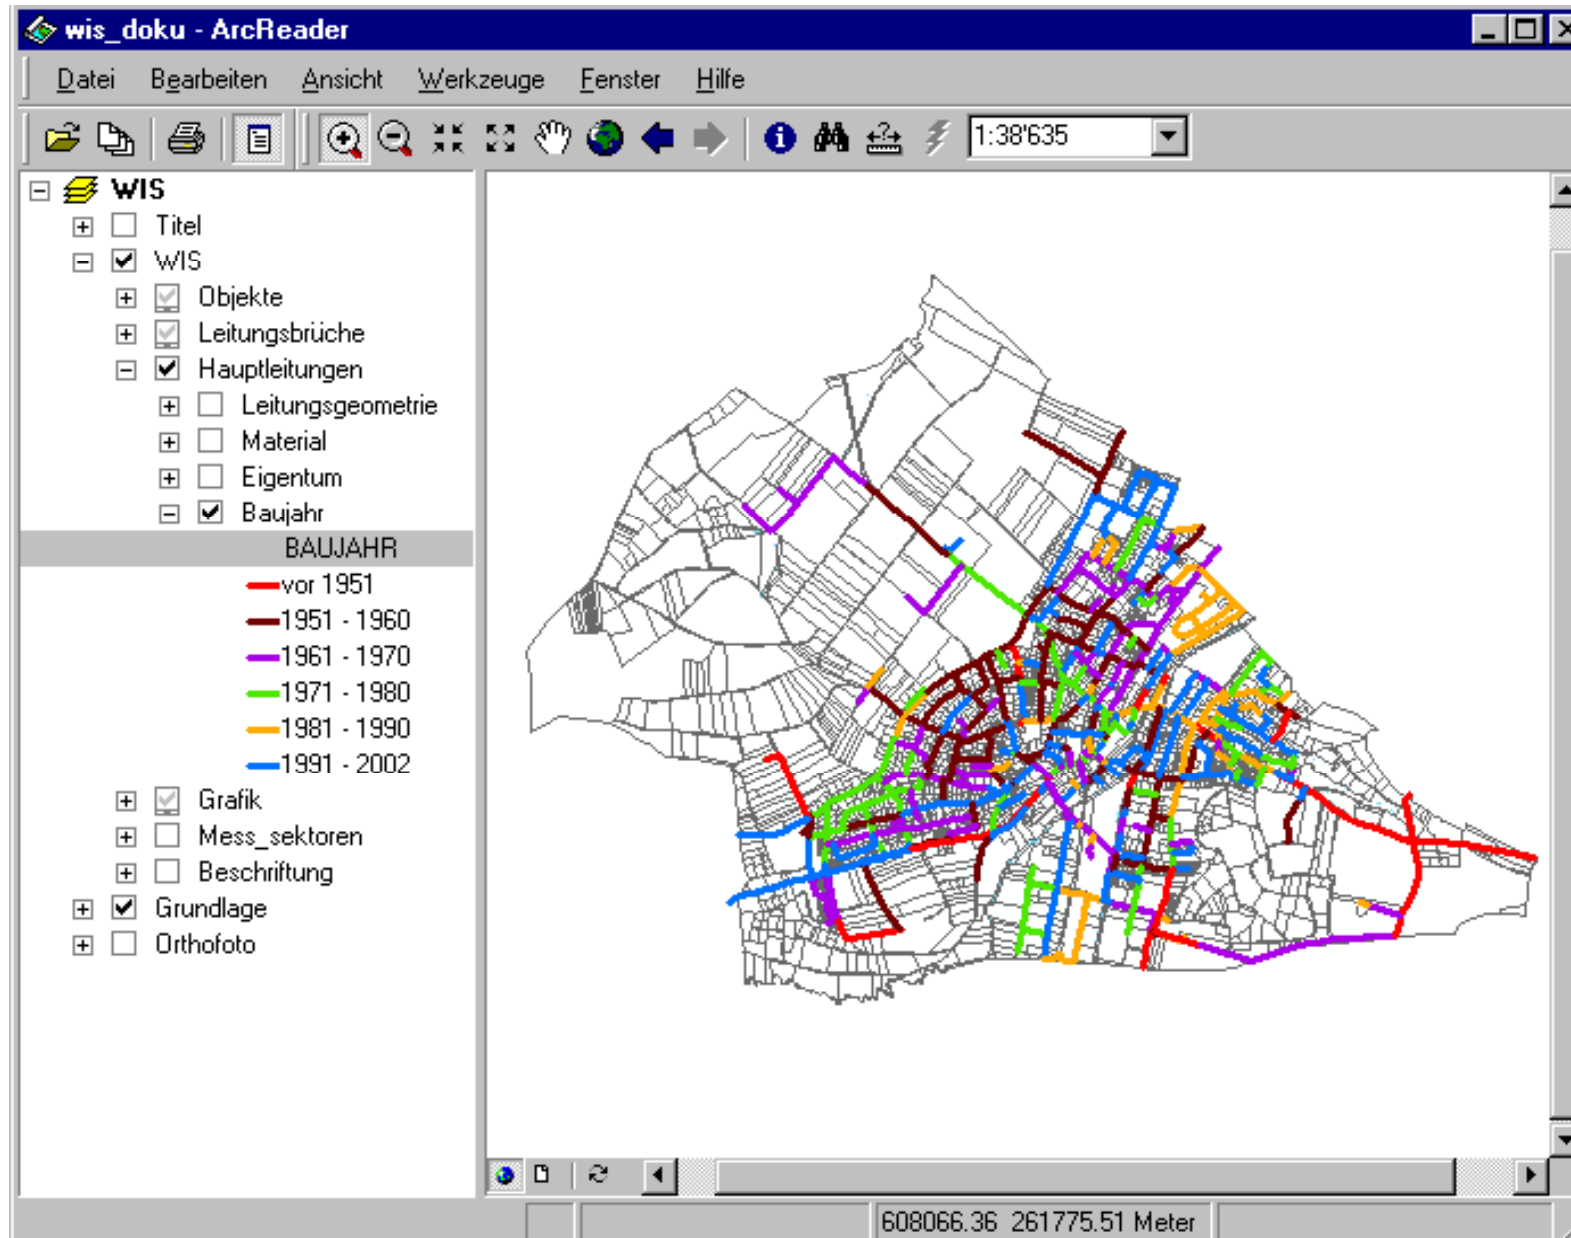 wis_doku - ArcReader
Datei Bearbeiten Ansicht Werkzeuge Fenster Hilfe
1:38'635
WIS
Titel
WIS
Objekte
Leitungsbrüche
Hauptleitungen
Leitungsgeometrie
Material
Eigentum
Baujahr
BAUJAHR
vor 1951
1951 - 1960
1961 - 1970
1971 - 1980
1981 - 1990
1991 - 2002
Grafik
Mess_sektoren
Beschriftung
Grundlage
Orthofoto
608066.36 261775.51 Meter